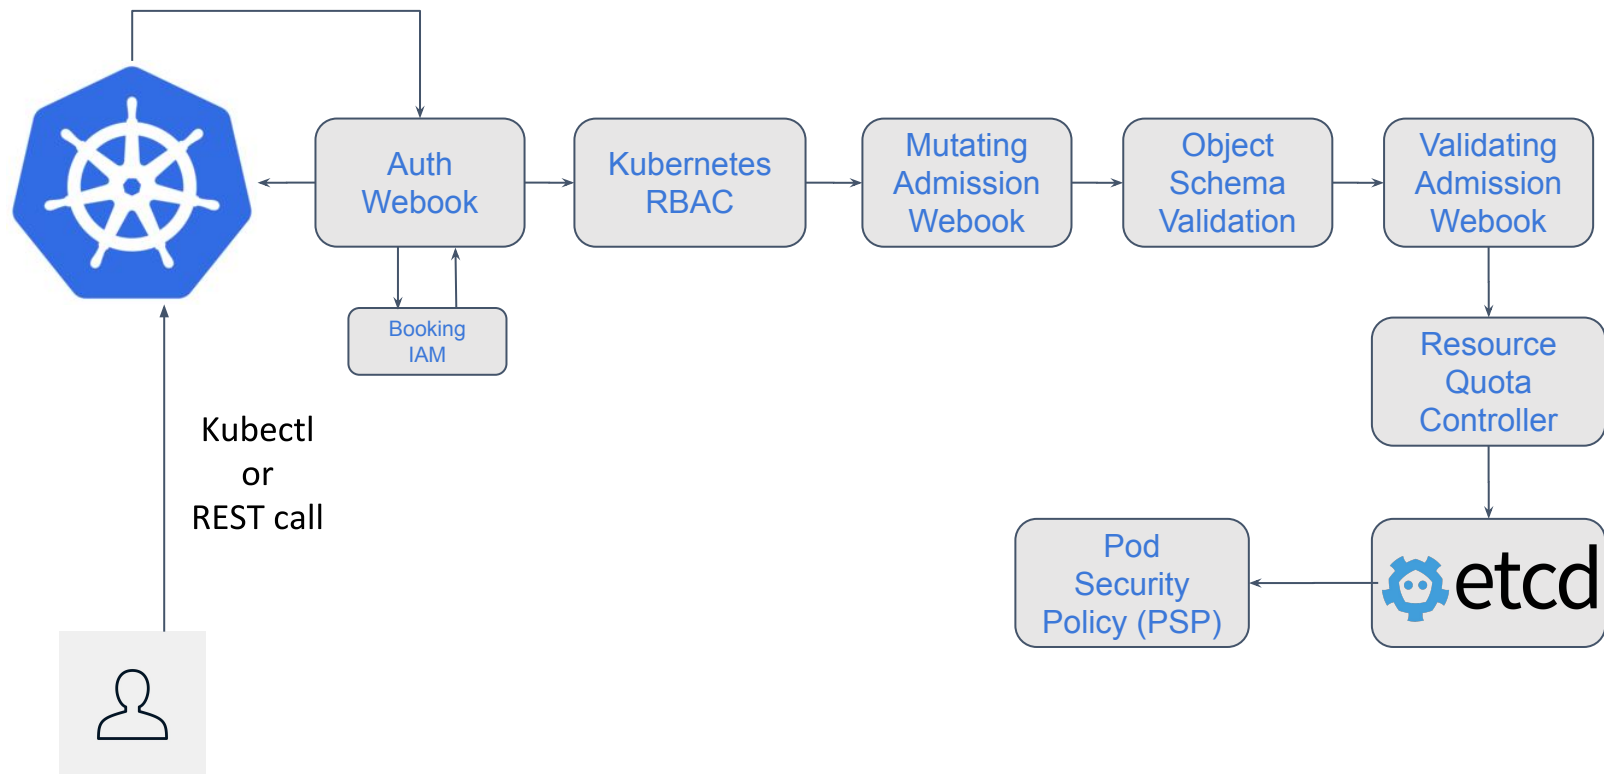 Auth
Webook
Kubernetes
RBAC
Mutating
Admission
Webook
Object
Schema
Validation
Validating
Admission
Webook
Booking
IAM
Resource
Quota
Controller
Kubectl
or
REST call
Pod
Security
Policy (PSP)
etcd